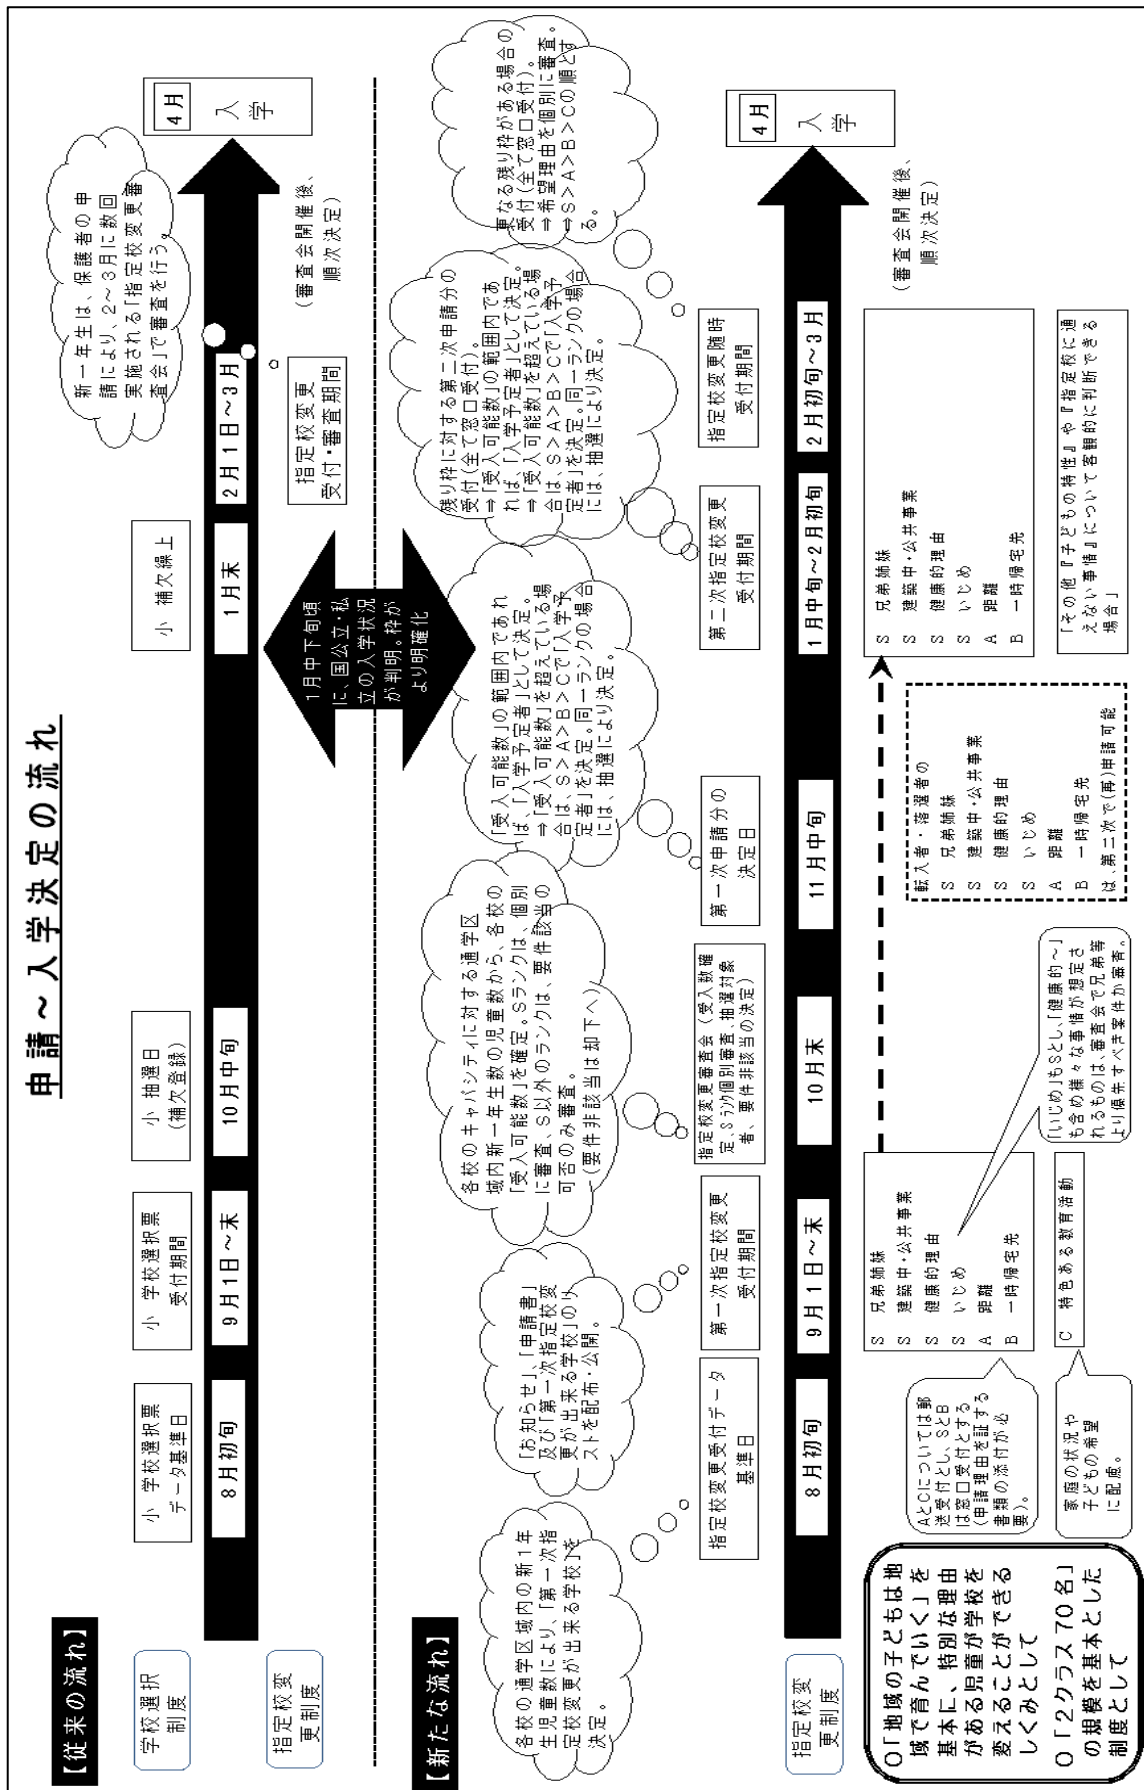 申請～入学決定の流れ
【従来の流れ】
学校選択
制度
指定校変
更制度
小 学校選択票
データ基準日
8月初旬
小 学校選択票
受付期間
9月1日～末
小 抽選日
(補欠登録)
10月中旬
小 補欠繰上
1月末
2月1日～3月
指定校変更
受付・審査期間
新一年生は、保護者の申
請により、2～3月に数回
実施される「指定校変更審
査会」で審査を行う。
(審査会開催後、
順次決定)
4月
入
学
1月中下旬頃
に、国公立・私
立の入学状況
が判明。枠が
より明確化
【新たな流れ】
各校の通学区域内の新1年
生児童数により、「第一次指
定校変更が出来る学校」を
決定。
「お知らせ」、「申請書」
及び「第一次指定校変
更が出来る学校」のリ
ストを配布・公開。
各校のキャパシティに対する通学区
域内新一年生数の児童数から、各校の
「受入可能数」を確定。Sランクは、個別
に審査、S以外のランクは、要件該当の
可否のみ審査。
(要件非該当は却下へ)
「受入可能数」の範囲内であれ
ば、「入学予定者」として決定。
⇒「受入可能数」を超えている場
合は、S>A>B>Cで「入学予
定者」を決定。同一ランクの場合
には、抽選により決定。
残り枠に対する第二次申請分の
受付(全て窓口受付)。
⇒「受入可能数」の範囲内であ
れば、「入学予定者」として決定。
⇒「受入可能数」を超えている場
合は、S>A>B>Cで「入学予
定者」を決定。同一ランクの場合
には、抽選により決定。
更なる残り枠がある場合の
受付(全て窓口受付)。
⇒希望理由を個別に審査。
⇒S>A>B>Cの順とす
る。
指定校変更受付データ
基準日
第一次指定校変更
受付期間
指定校変更審査会(受入数確
定、Sランク個別審査、抽選対象
者、要件非該当の決定)
第一次申請分の
決定日
第二次指定校変更
受付期間
指定校変更随時
受付期間
指定校変
更制度
8月初旬
9月1日～末
10月末
11月中旬
1月中旬～2月初旬
2月初旬～3月
(審査会開催後、
順次決定)
4月
入
学
○「地域の子どもは地
域で育んでいく」を
基本に、特別な理由
がある児童が学校を
変えることができる
しくみとして
○「2クラス70名」
の規模を基本とした
制度として
AとCについては郵
送受付とし、SとB
は窓口受付とする
(申請理由を証する
書類の添付が必
要)。
家庭の状況や
子どもの希望
に配慮。
S 兄弟姉妹
S 建築中・公共事業
S 健康的理由
S いじめ
A 距離
B 一時帰宅先
C 特色ある教育活動
「いじめ」もSとし、「健康的～」
も含め様々な事情が想定さ
れるものは、審査会で兄弟等
より優先すべき案件か審査。
転入者・落選者の
S 兄弟姉妹
S 建築中・公共事業
S 健康的理由
S いじめ
A 距離
B 一時帰宅先
は、第二次で(再)申請可能
S 兄弟姉妹
S 建築中・公共事業
S 健康的理由
S いじめ
A 距離
B 一時帰宅先
「その他『子どもの特性』や『指定校に通
えない事情』について客観的に判断できる
場合」